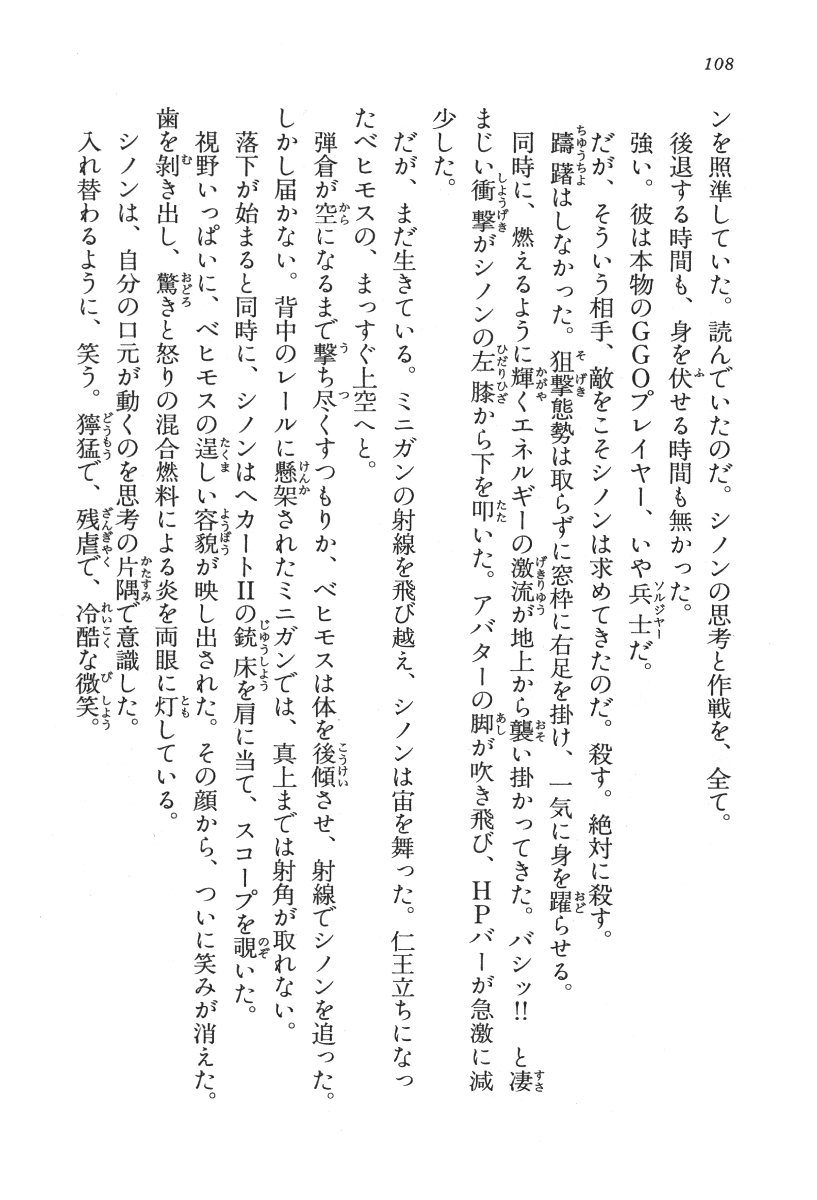 108
ンを照準していた。読んでいたのだ。シノンの思考と作戦を、全て。
後退する時間も、身を伏せる時間も無かった。
強い。彼は本物のGGOプレイヤー、いや兵士だ。
だが、そういう相手、敵をこそシノンは求めてきたのだ。殺す。絶対に殺す。
躊躇はしなかった。狙撃態勢は取らずに窓枠に右足を掛け、一気に身を躍らせる。
同時に、燃えるように輝くエネルギーの激流が地上から襲い掛かってきた。バシッ!! と凄
まじい衝撃がシノンの左膝から下を叩いた。アバターの脚が吹き飛び、HPバーが急激に減
少した。
だが、まだ生きている。ミニガンの射線を飛び越え、シノンは宙を舞った。仁王立ちになっ
たベヒモスの、まっすぐ上空へと。
弾倉が空になるまで撃ち尽くすつもりか、ベヒモスは体を後傾させ、射線でシノンを追った。
しかし届かない。背中のレールに懸架されたミニガンでは、真上までは射角が取れない。
落下が始まると同時に、シノンはヘカートIIの銃床を肩に当て、スコープを覗いた。
視野いっぱいに、ベヒモスの逞しい容貌が映し出された。その顔から、ついに笑みが消えた。
歯を剝き出し、驚きと怒りの混合燃料による炎を両眼に灯している。
シノンは、自分の口元が動くのを思考の片隅で意識した。
入れ替わるように、笑う。獰猛で、残虐で、冷酷な微笑。